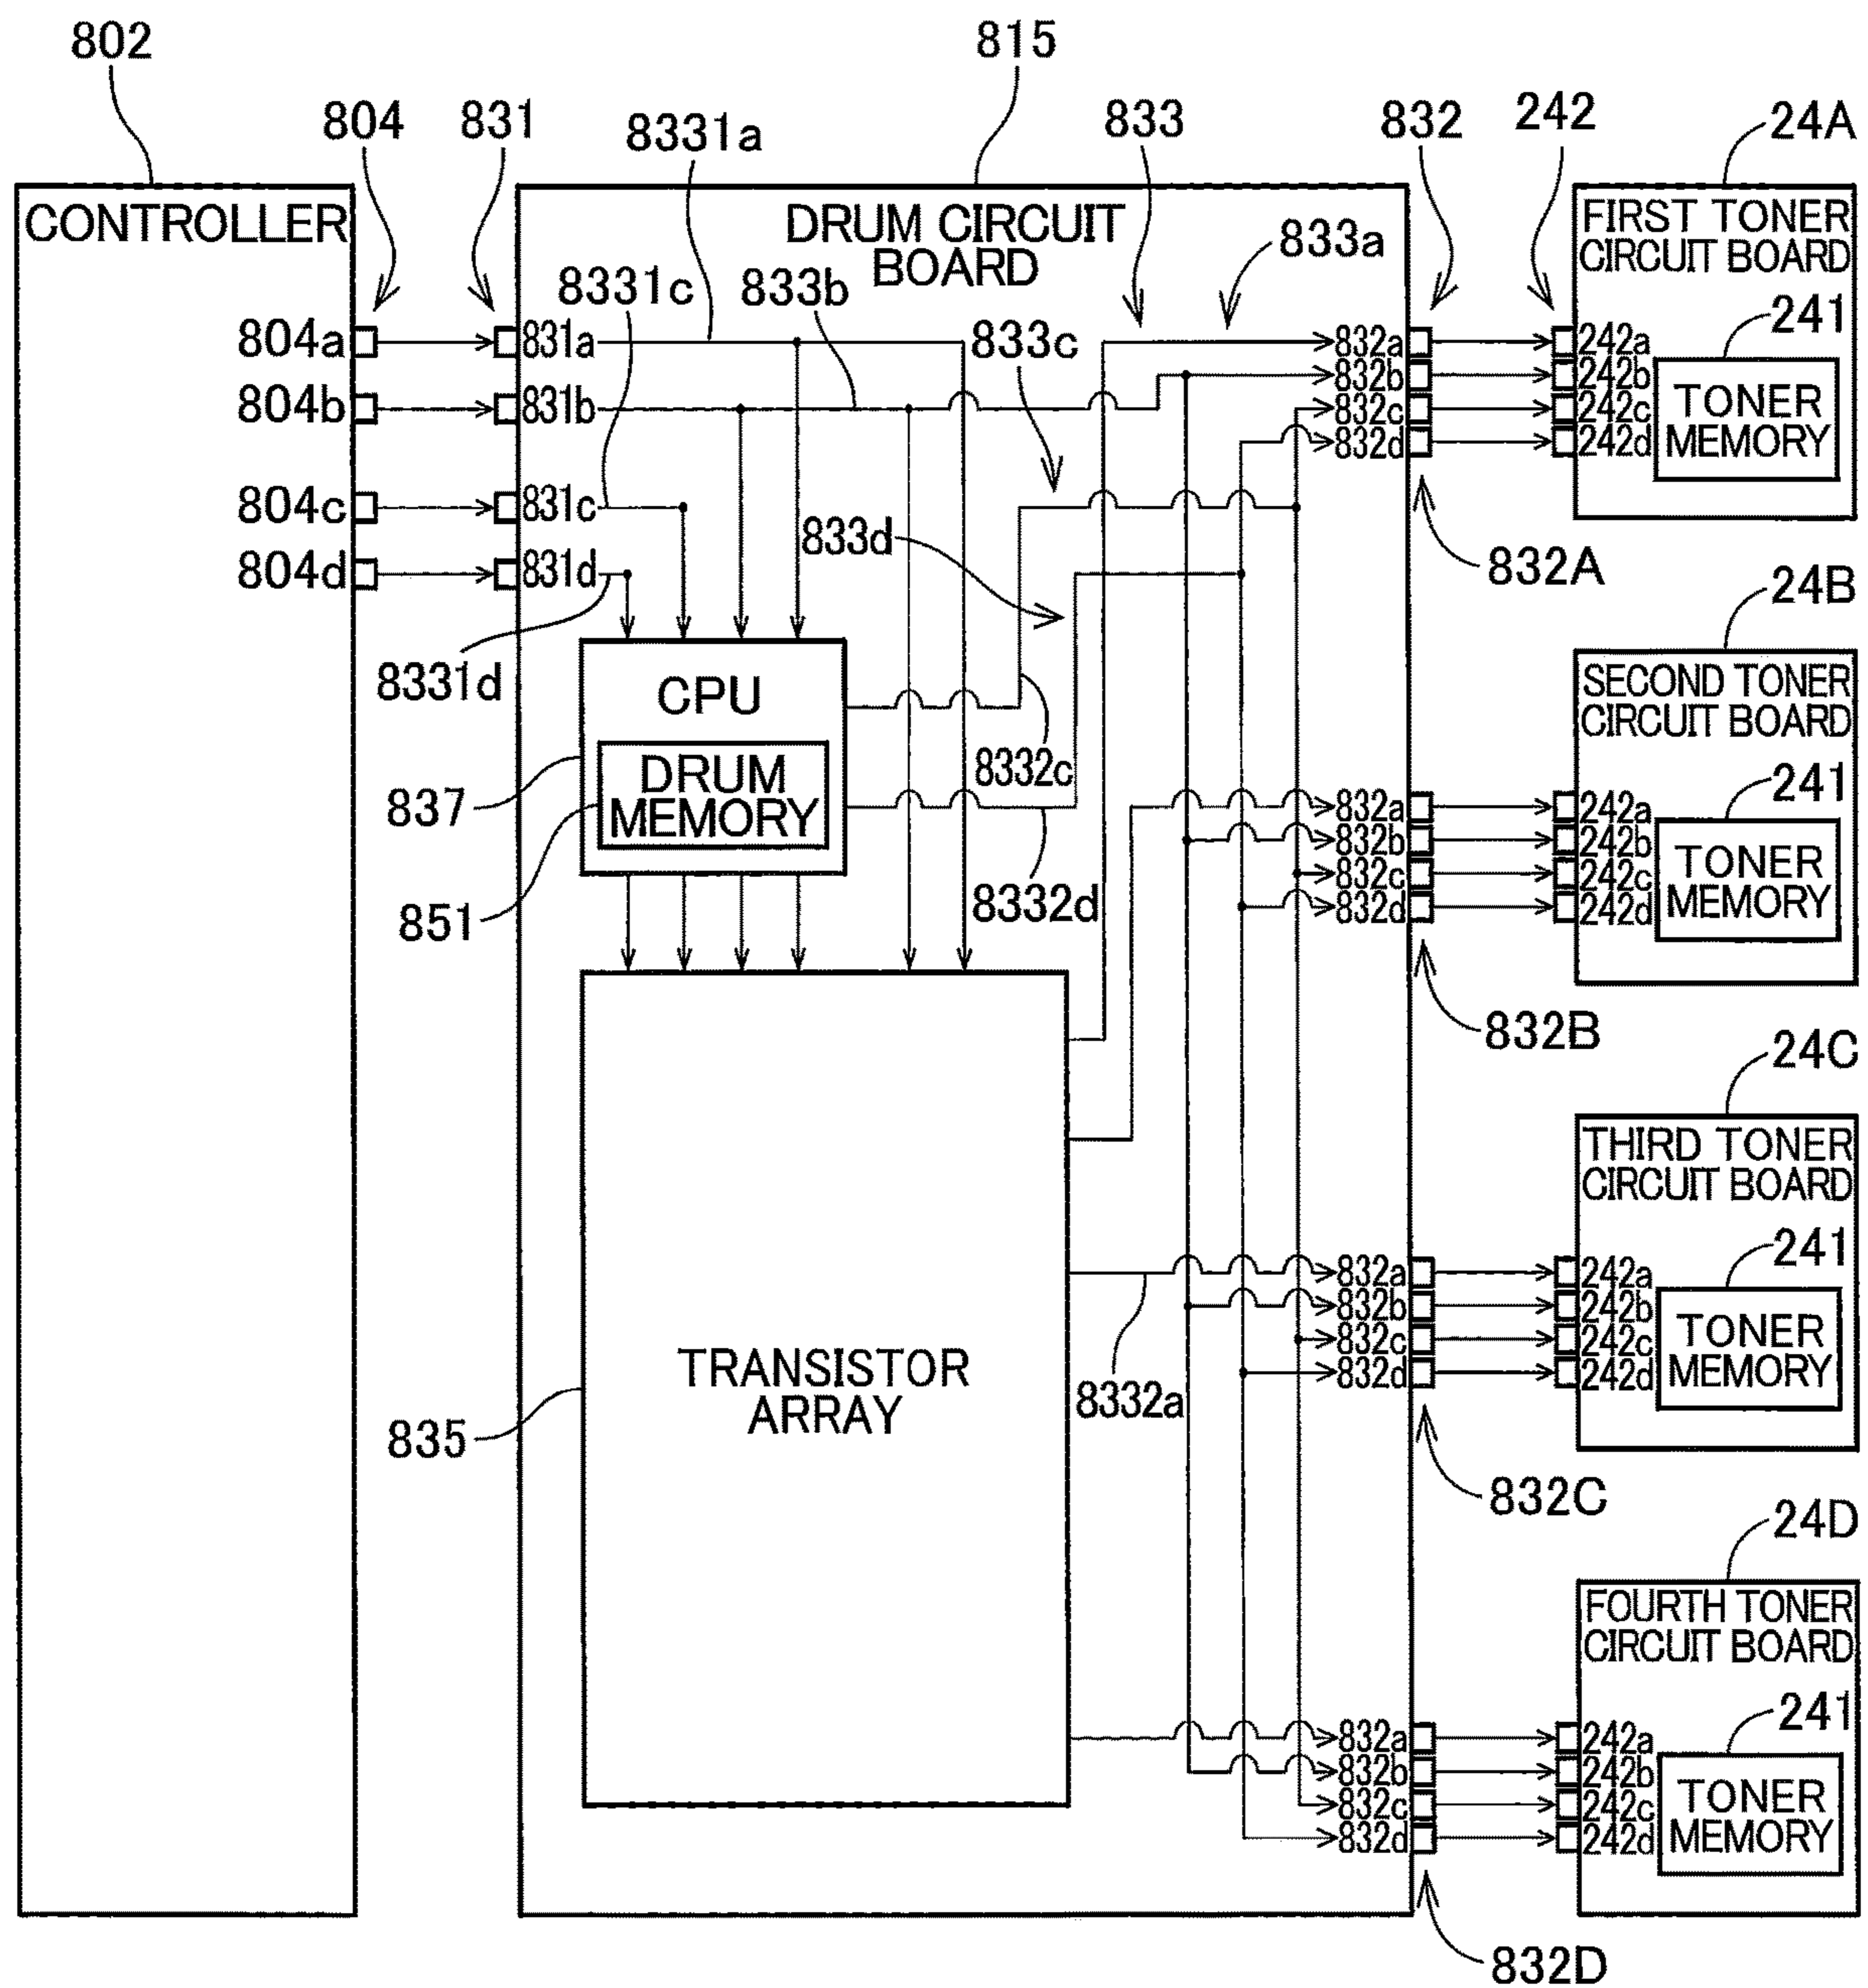 802
815
804
831
8331a
833
832
242
24A
CONTROLLER
DRUM CIRCUIT
BOARD
833a
FIRST TONER
CIRCUIT BOARD
8331c
833b
833c
241
804a
831a
832a
242a
804b
831b
832b
242b
832c
242c
832d
242d
TONER
MEMORY
804c
831c
833d
804d
831d
832A
24B
8331d
CPU
SECOND TONER
CIRCUIT BOARD
8332c
241
837
DRUM
MEMORY
832a
242a
832b
242b
832c
242c
832d
242d
TONER
MEMORY
851
8332d
832B
24C
THIRD TONER
CIRCUIT BOARD
241
832a
242a
832b
242b
832c
242c
832d
242d
TONER
MEMORY
TRANSISTOR
ARRAY
8332a
835
832C
24D
FOURTH TONER
CIRCUIT BOARD
241
832a
242a
832b
242b
832c
242c
832d
242d
TONER
MEMORY
832D